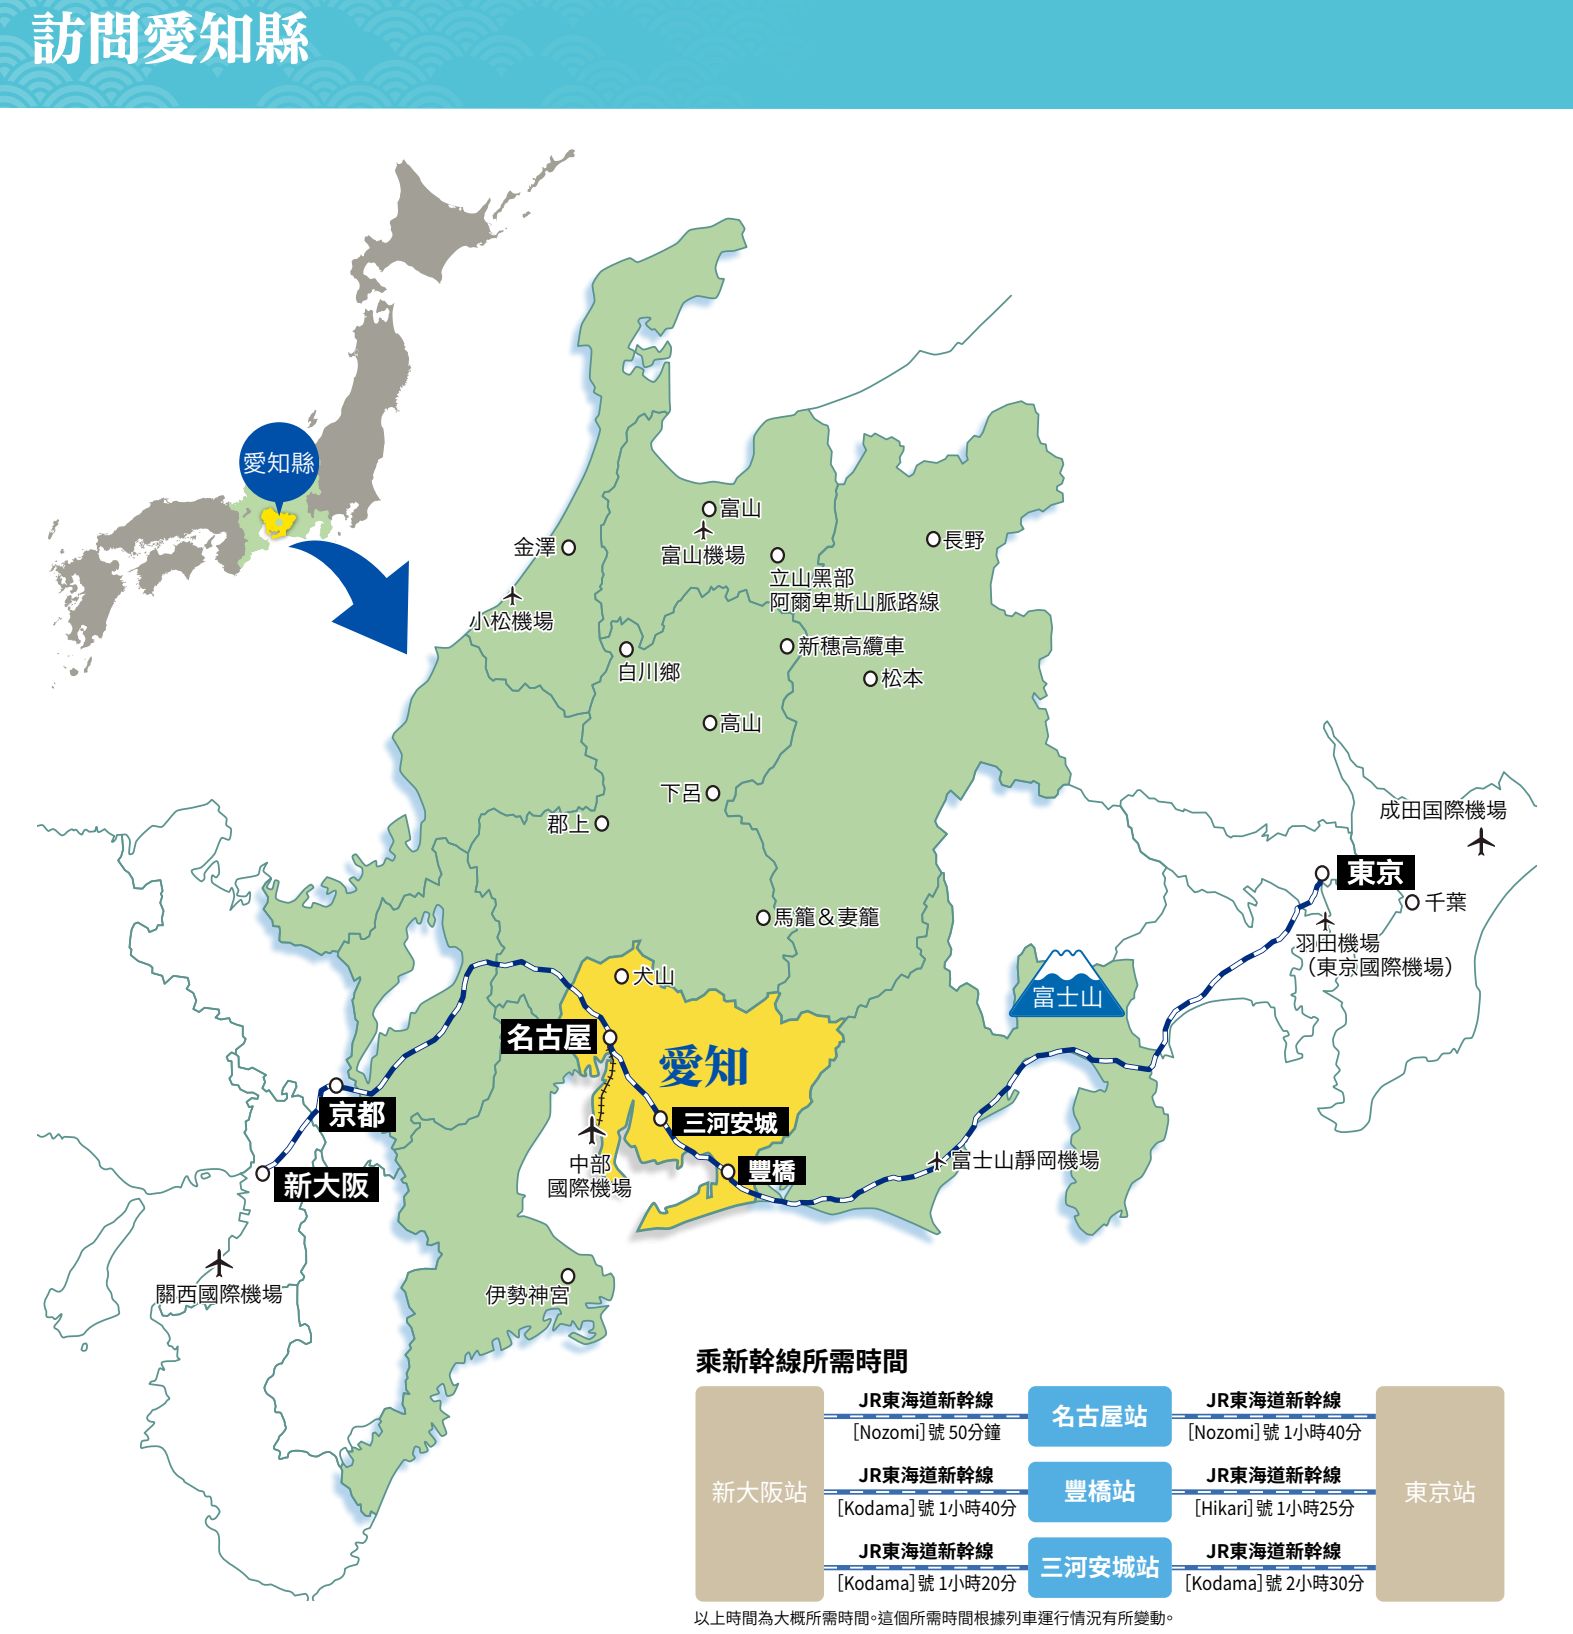 訪問愛知縣
愛知縣
富山
富山機場
金澤
小松機場
立山黑部
阿爾卑斯山脈路線
長野
白川鄉
新穗高纜車
松本
高山
下呂
郡上
成田国際機場
東京
千葉
羽田機場
（東京國際機場）
馬籠＆妻籠
犬山
富士山
名古屋
愛知
京都
三河安城
新大阪
中部
國際機場
豐橋
富士山靜岡機場
關西國際機場
伊勢神宮
乘新幹線所需時間
新大阪站
JR東海道新幹線
[Nozomi]號 50分鐘
名古屋站
JR東海道新幹線
[Nozomi]號 1小時40分
JR東海道新幹線
[Kodama]號 1小時40分
豐橋站
JR東海道新幹線
[Hikari]號 1小時25分
JR東海道新幹線
[Kodama]號 1小時20分
三河安城站
JR東海道新幹線
[Kodama]號 2小時30分
東京站
以上時間為大概所需時間。這個所需時間根據列車運行情況有所變動。